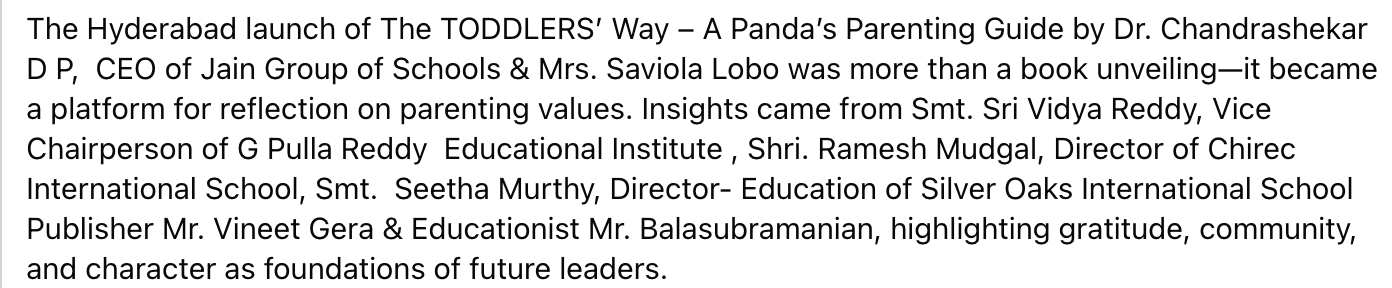 The Hyderabad launch of The TODDLERS’ Way – A Panda’s Parenting Guide by Dr. Chandrashekar
D P,  CEO of Jain Group of Schools & Mrs. Saviola Lobo was more than a book unveiling—it became
a platform for reflection on parenting values. Insights came from Smt. Sri Vidya Reddy, Vice
Chairperson of G Pulla Reddy  Educational Institute , Shri. Ramesh Mudgal, Director of Chirec
International School, Smt.  Seetha Murthy, Director- Education of Silver Oaks International School
Publisher Mr. Vineet Gera & Educationist Mr. Balasubramanian, highlighting gratitude, community,
and character as foundations of future leaders.